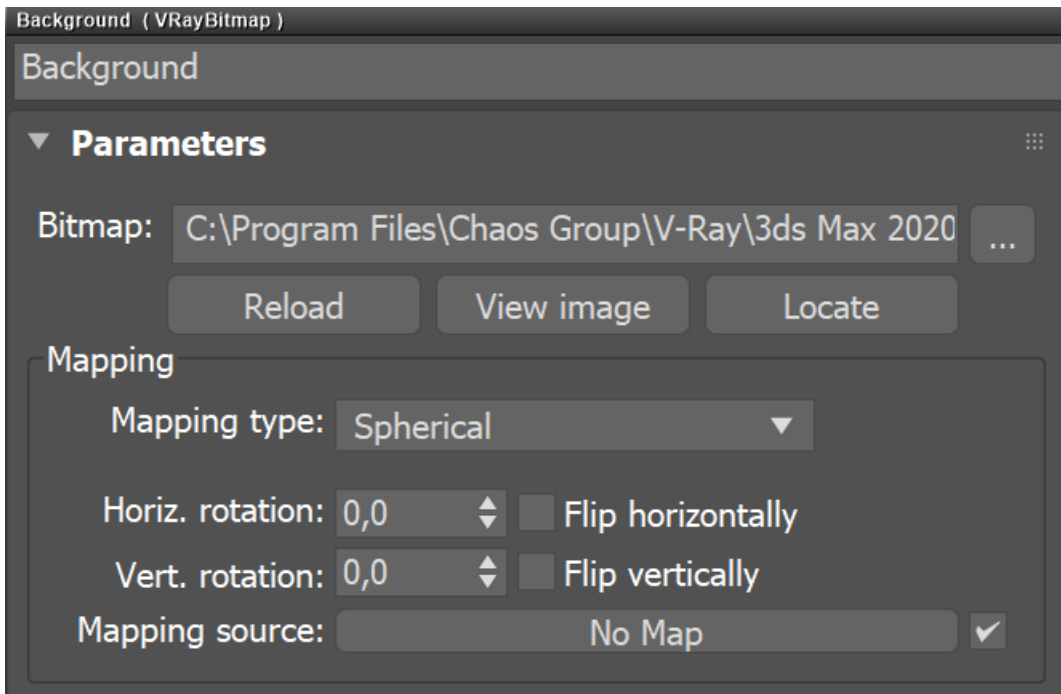 Background ( VRayBitmap )
Background
Parameters
Bitmap: C:\Program Files\Chaos Group\V-Ray\3ds Max 2020 ...
Reload View image Locate
Mapping
Mapping type: Spherical
Horiz. rotation: 0,0 Flip horizontally
Vert. rotation: 0,0 Flip vertically
Mapping source: No Map